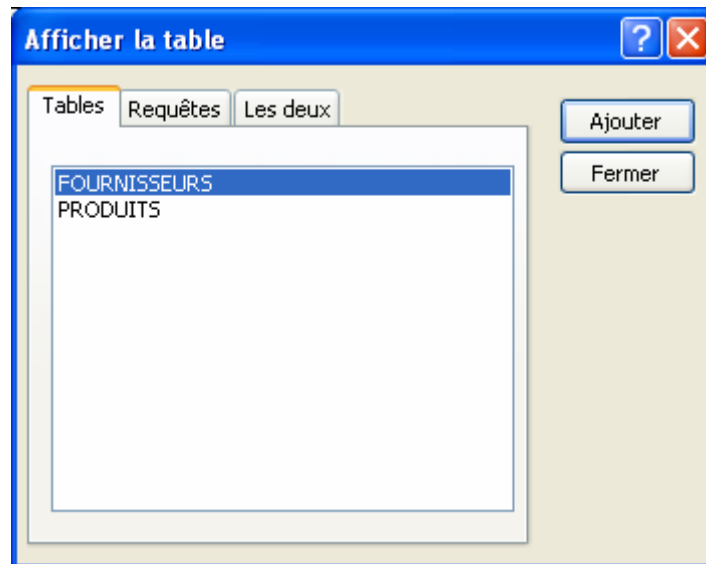 Afficher la table
?
Tables Requêtes Les deux
Ajouter
Fermer
FOURNISSEURS
PRODUITS